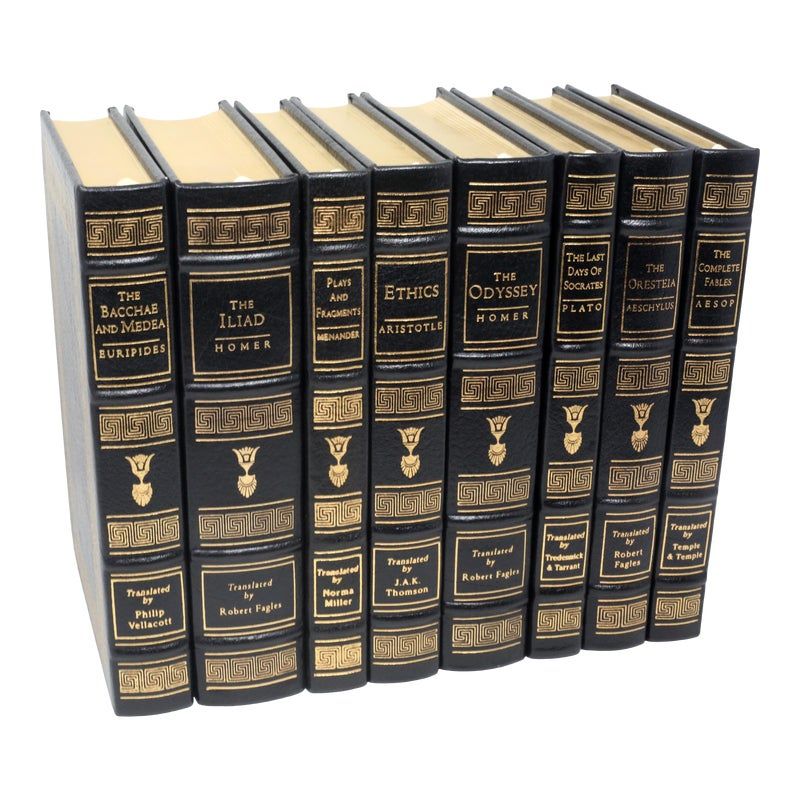 THE
BACCHAE
AND MEDEA
EURIPIDES
Translated
by
Philip
Vellacott
THE
ILIAD
HOMER
Translated
by
Robert Fagles
PLAYS
AND
FRAGMENTS
MENANDER
Translated
by
Norma
Miller
ETHICS
ARISTOTLE
Translated
by
J.A.K.
Thomson
THE
ODYSSEY
HOMER
Translated
by
Robert Fagles
THE LAST
DAYS OF
SOCRATES
PLATO
Translated
by
Tredennick
& Tarrant
THE
ORESTEIA
AESCHYLUS
Translated
by
Robert
Fagles
THE
COMPLETE
FABLES
AESOP
Translated
by
Temple
& Temple